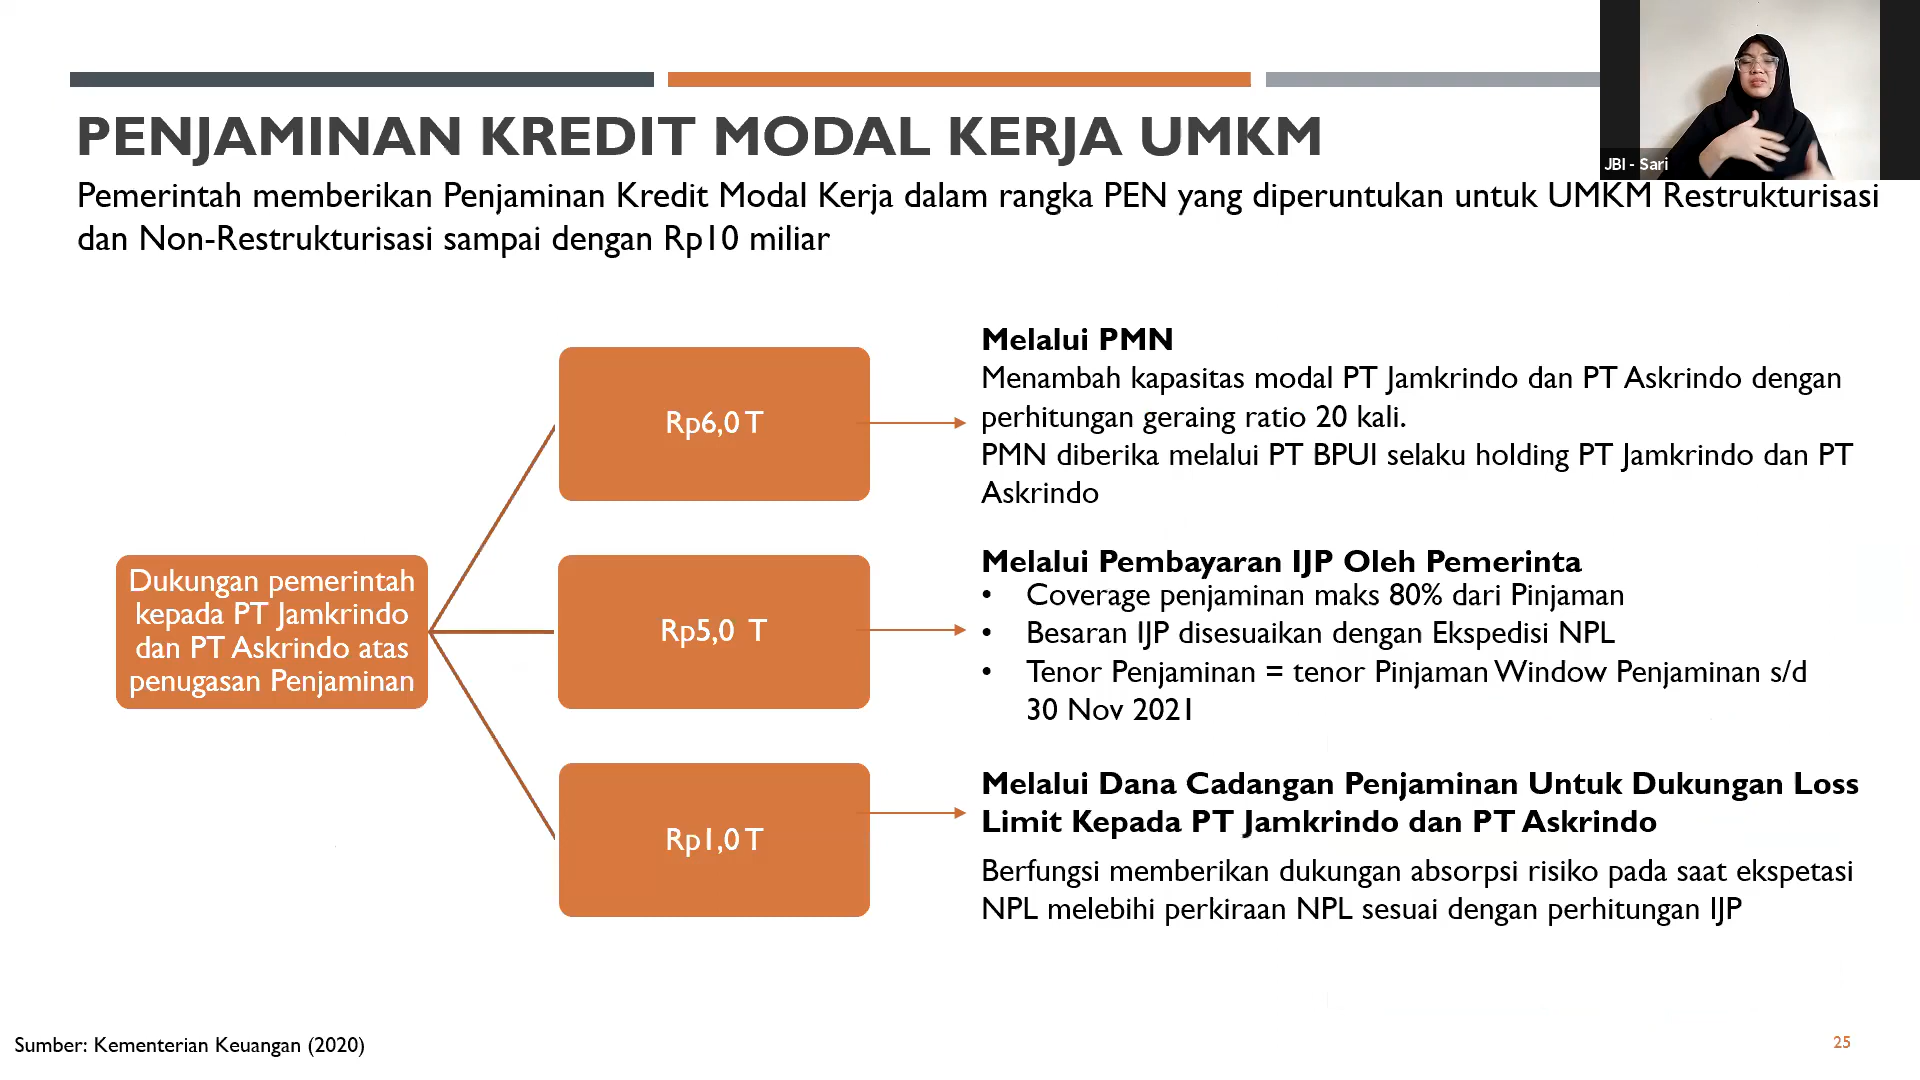 JBI - Sari
PENJAMINAN KREDIT MODAL KERJA UMKM
Pemerintah memberikan Penjaminan Kredit Modal Kerja dalam rangka PEN yang diperuntukan untuk UMKM Restrukturisasi
dan Non-Restrukturisasi sampai dengan Rp10 miliar
Dukungan pemerintah
kepada PT Jamkrindo
dan PT Askrindo atas
penugasan Penjaminan
Rp6,0 T
Melalui PMN
Menambah kapasitas modal PT Jamkrindo dan PT Askrindo dengan
perhitungan geraing ratio 20 kali.
PMN diberika melalui PT BPUI selaku holding PT Jamkrindo dan PT
Askrindo
Rp5,0 T
Melalui Pembayaran IJP Oleh Pemerinta
• Coverage penjaminan maks 80% dari Pinjaman
• Besaran IJP disesuaikan dengan Ekspedisi NPL
• Tenor Penjaminan = tenor Pinjaman Window Penjaminan s/d
30 Nov 2021
Rp1,0 T
Melalui Dana Cadangan Penjaminan Untuk Dukungan Loss
Limit Kepada PT Jamkrindo dan PT Askrindo
Berfungsi memberikan dukungan absorpsi risiko pada saat ekspetasi
NPL melebihi perkiraan NPL sesuai dengan perhitungan IJP
Sumber: Kementerian Keuangan (2020)
25